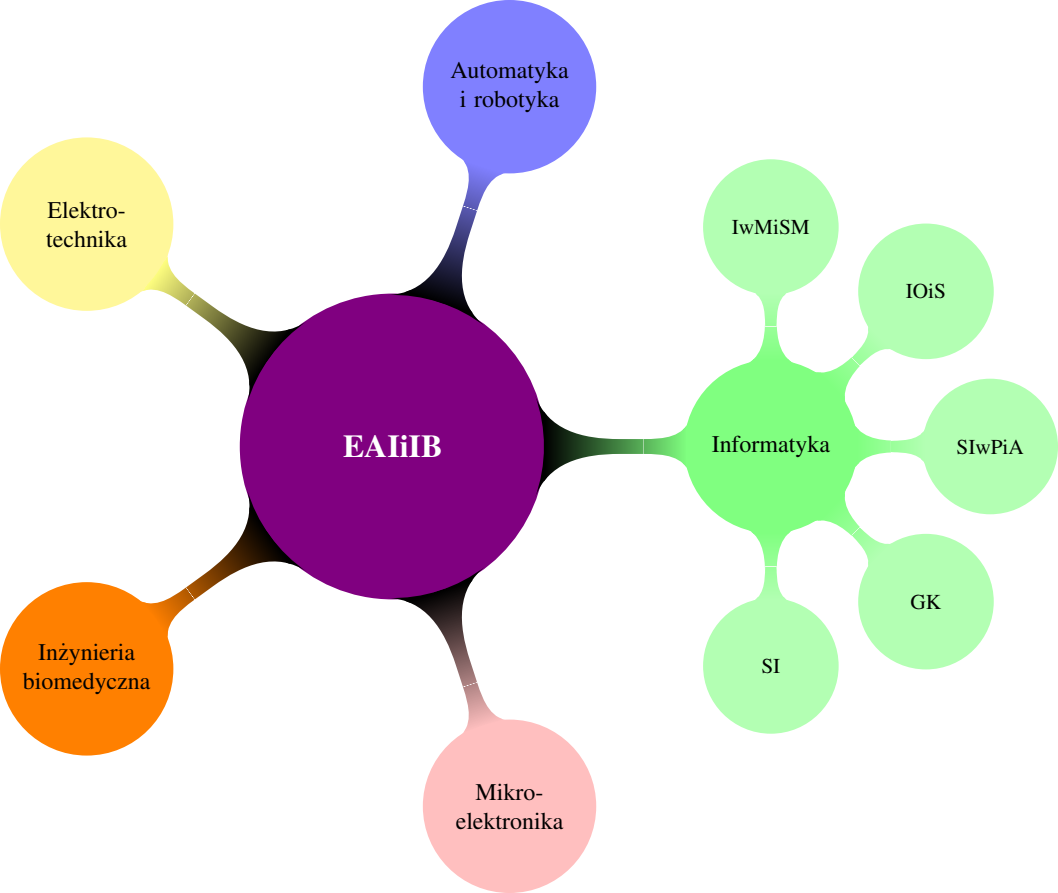 Automatyka
i robotyka
Elektro-
technika
IwMiSM
IOiS
EAIiIB
Informatyka
SIwPiA
GK
SI
Inżynieria
biomedyczna
Mikro-
elektronika